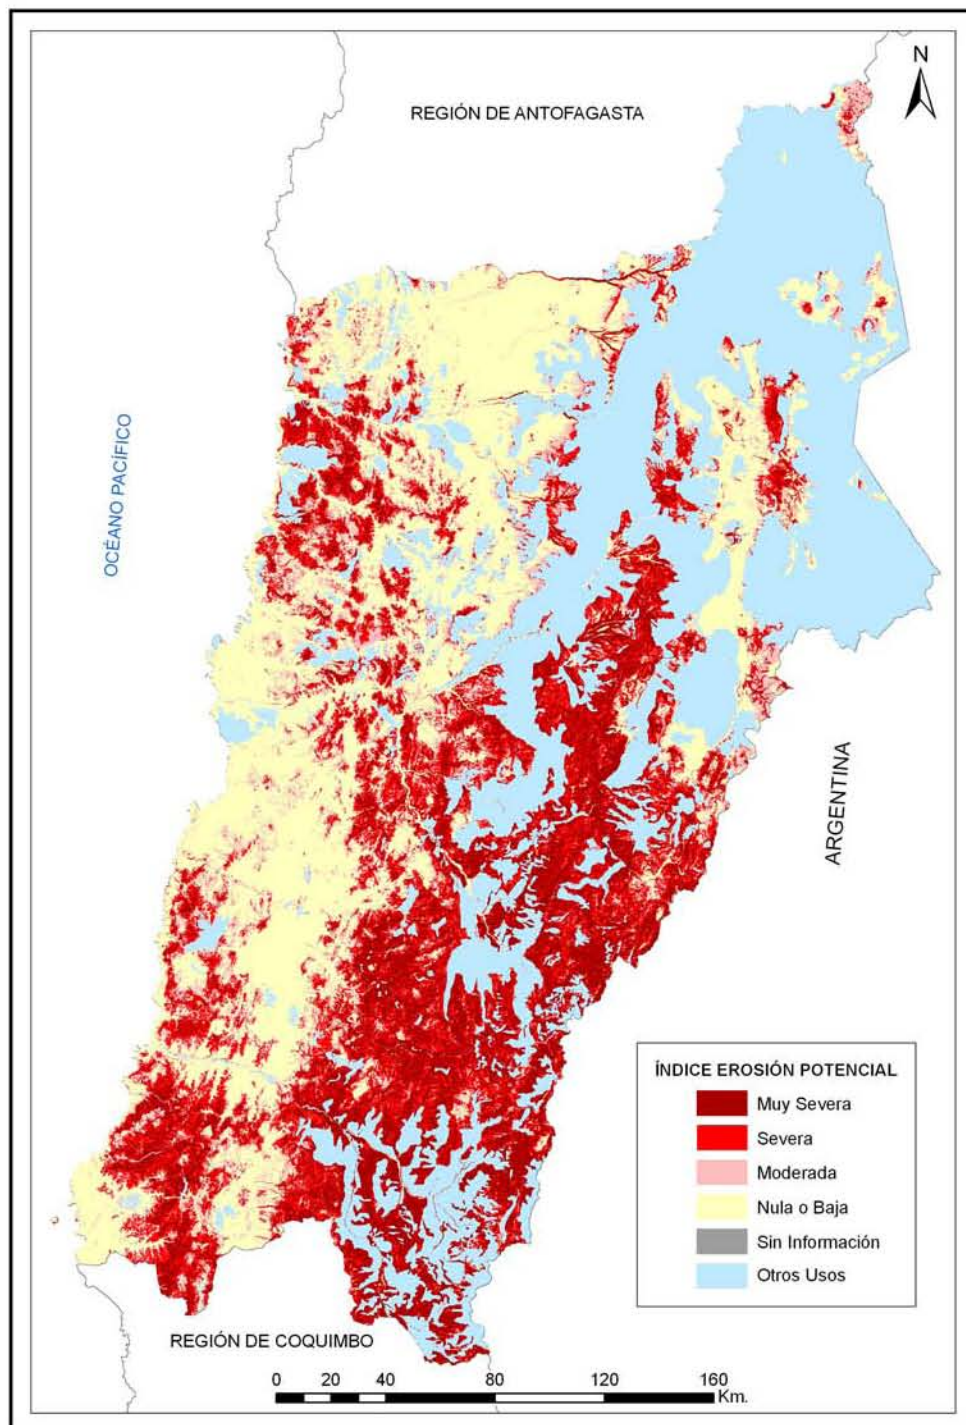 N
REGIÓN DE ANTOFAGASTA
OCÉANO PACÍFICO
ARGENTINA
ÍNDICE EROSIÓN POTENCIAL
Muy Severa
Severa
Moderada
Nula o Baja
Sin Información
Otros Usos
REGIÓN DE COQUIMBO
0 20 40 80 120 160
Km.